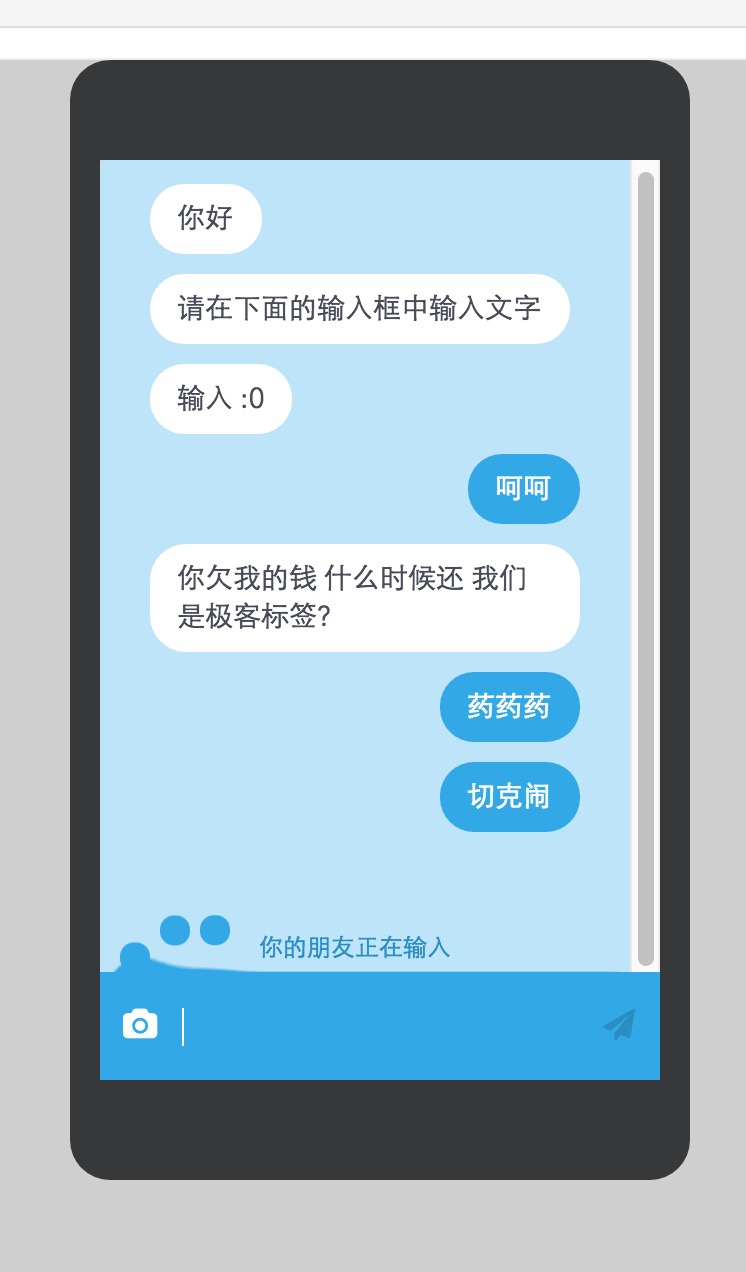 你好
请在下面的输入框中输入文字
输入 :0
呵呵
你欠我的钱 什么时候还 我们
是极客标签?
药药药
切克闹
你的朋友正在输入